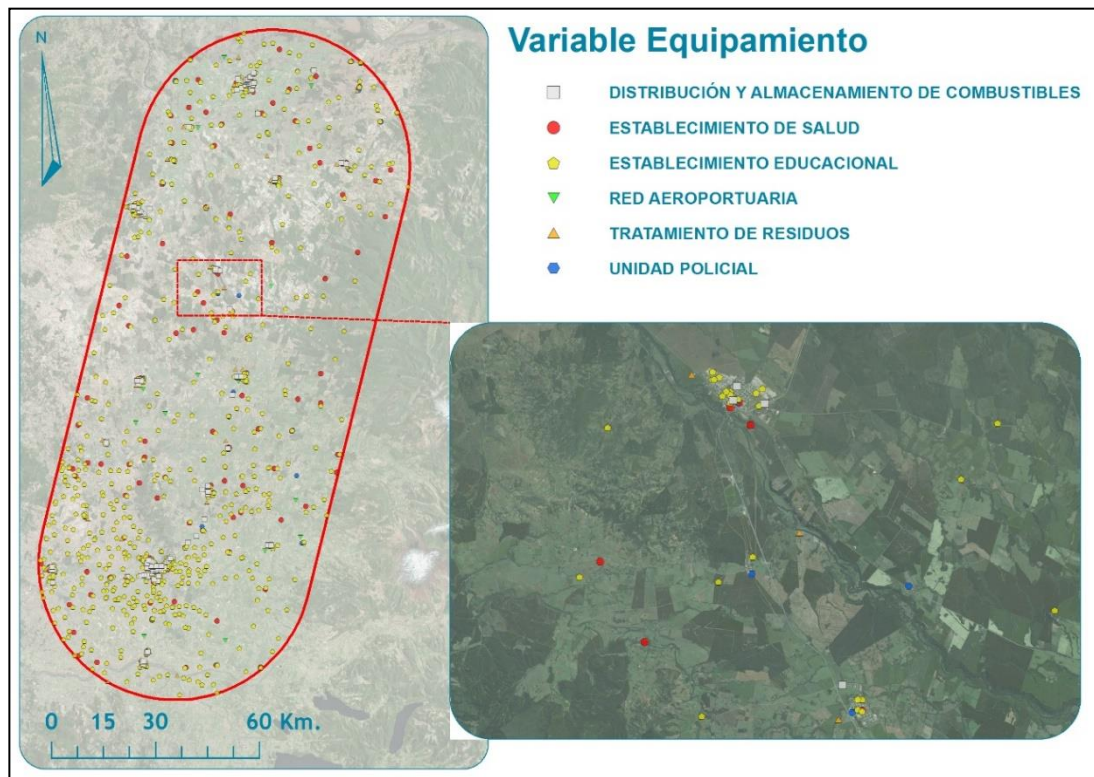 N
Variable Equipamiento
DISTRIBUCIÓN Y ALMACENAMIENTO DE COMBUSTIBLES
ESTABLECIMIENTO DE SALUD
ESTABLECIMIENTO EDUCACIONAL
RED AEROPORTUARIA
TRATAMIENTO DE RESIDUOS
UNIDAD POLICIAL
0 15 30 60 Km.